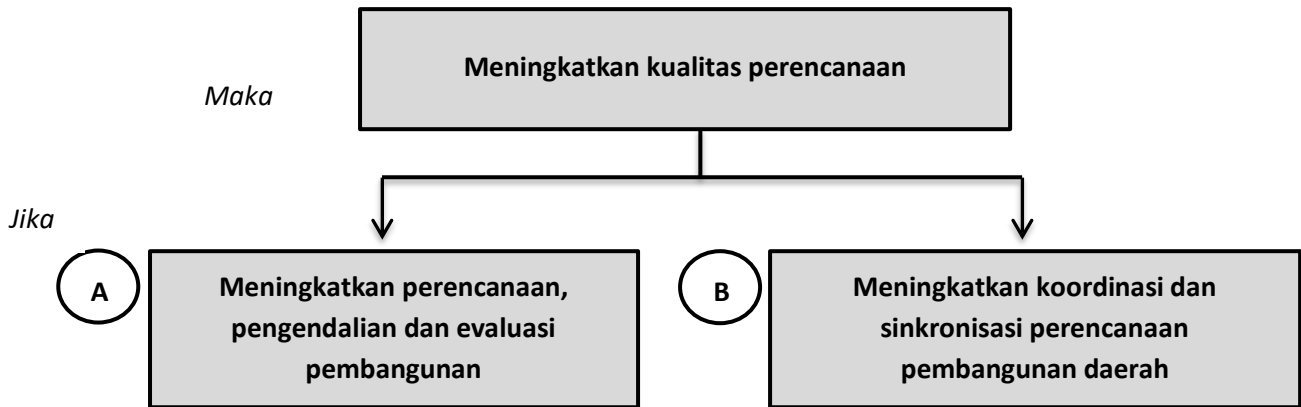 Meningkatkan kualitas perencanaan
Maka
Jika
A
Meningkatkan perencanaan,
pengendalian dan evaluasi
pembangunan
B
Meningkatkan koordinasi dan
sinkronisasi perencanaan
pembangunan daerah